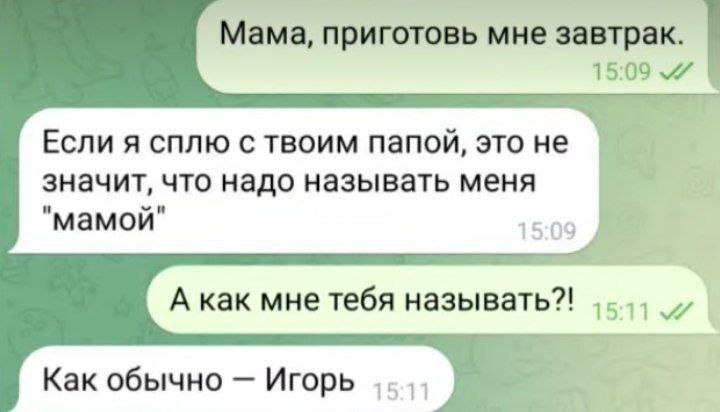 Мама, приготовь мне завтрак.
15:09
Если я сплю с твоим папой, это не
значит, что надо называть меня
"мамой"
15:09
А как мне тебя называть?!
15:11
Как обычно — Игорь
15:11